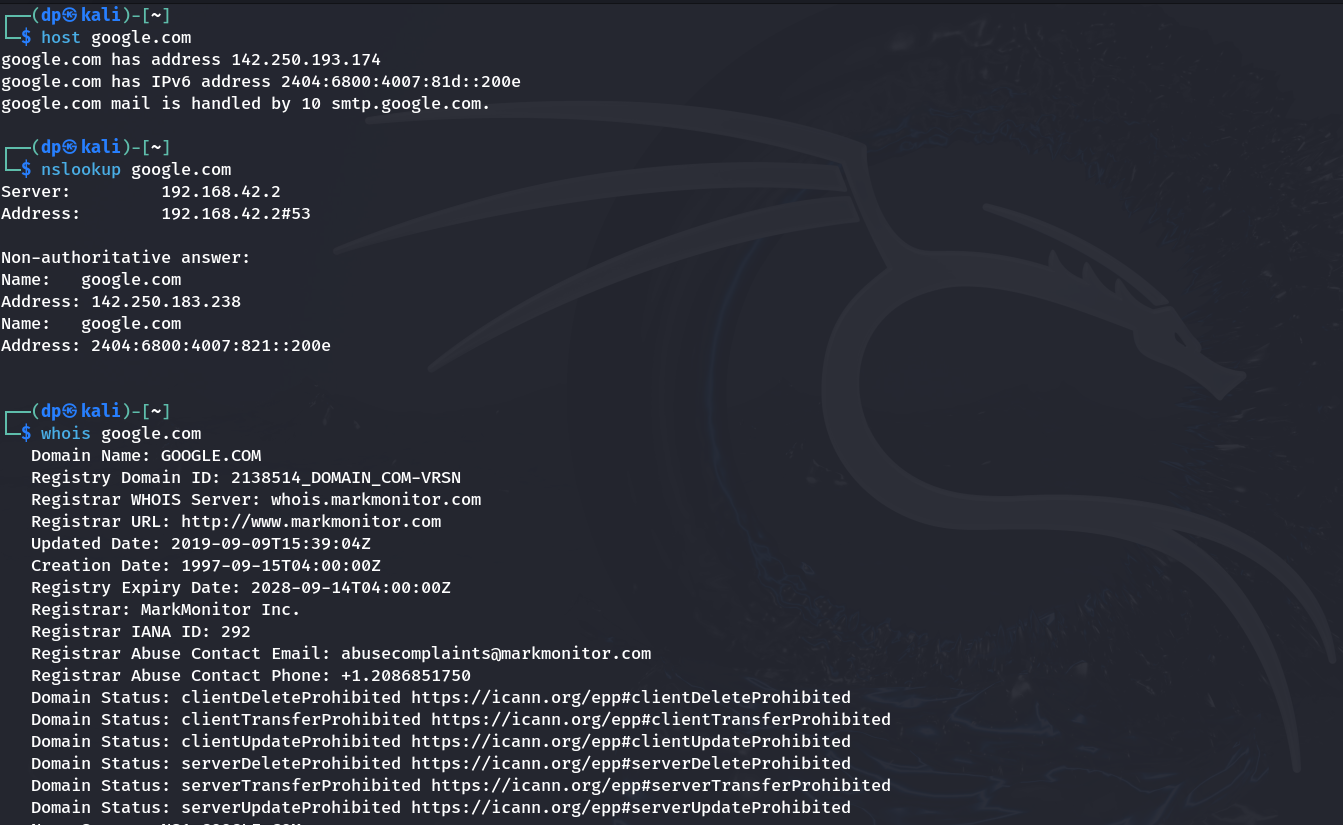 ┌──(dp㉿kali)-[~]
└─$ host google.com
google.com has address 142.250.193.174
google.com has IPv6 address 2404:6800:4007:81d::200e
google.com mail is handled by 10 smtp.google.com.
┌──(dp㉿kali)-[~]
└─$ nslookup google.com
Server:         192.168.42.2
Address:        192.168.42.2#53
Non-authoritative answer:
Name:   google.com
Address: 142.250.183.238
Name:   google.com
Address: 2404:6800:4007:821::200e
┌──(dp㉿kali)-[~]
└─$ whois google.com
   Domain Name: GOOGLE.COM
   Registry Domain ID: 2138514_DOMAIN_COM-VRSN
   Registrar WHOIS Server: whois.markmonitor.com
   Registrar URL: http://www.markmonitor.com
   Updated Date: 2019-09-09T15:39:04Z
   Creation Date: 1997-09-15T04:00:00Z
   Registry Expiry Date: 2028-09-14T04:00:00Z
   Registrar: MarkMonitor Inc.
   Registrar IANA ID: 292
   Registrar Abuse Contact Email: abusecomplaints@markmonitor.com
   Registrar Abuse Contact Phone: +1.2086851750
   Domain Status: clientDeleteProhibited https://icann.org/epp#clientDeleteProhibited
   Domain Status: clientTransferProhibited https://icann.org/epp#clientTransferProhibited
   Domain Status: clientUpdateProhibited https://icann.org/epp#clientUpdateProhibited
   Domain Status: serverDeleteProhibited https://icann.org/epp#serverDeleteProhibited
   Domain Status: serverTransferProhibited https://icann.org/epp#serverTransferProhibited
   Domain Status: serverUpdateProhibited https://icann.org/epp#serverUpdateProhibited